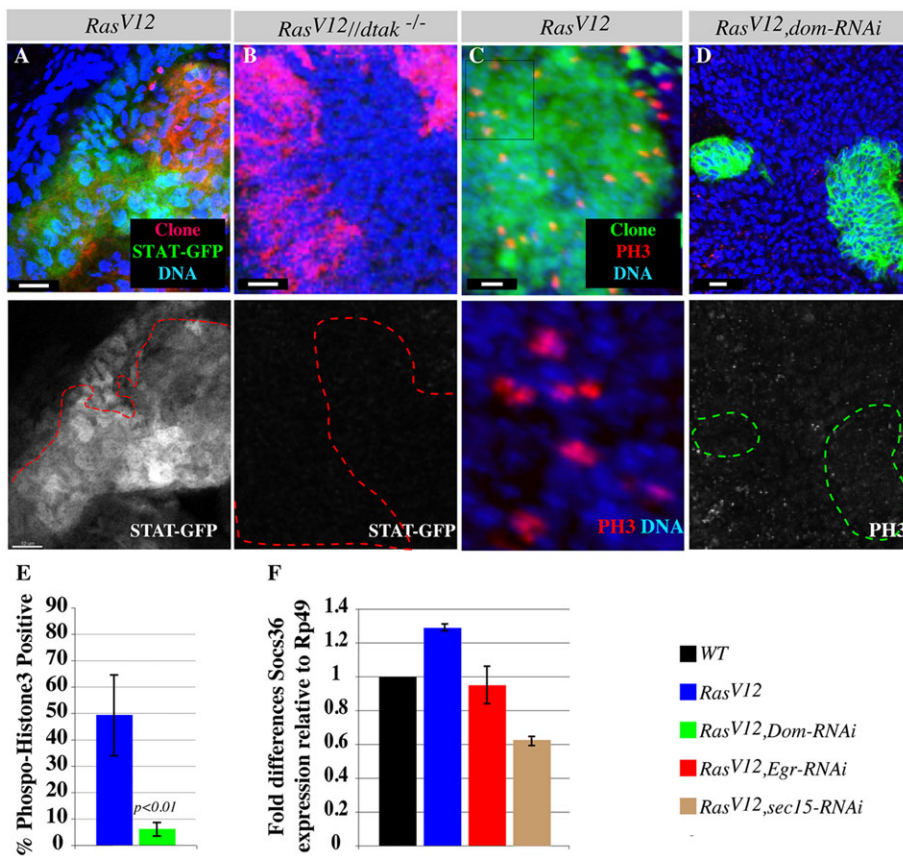 RasV12
RasV12//dtak -/-
RasV12
RasV12,dom-RNAi
A
B
C
D
Clone
STAT-GFP
DNA
Clone
PH3
DNA
STAT-GFP
STAT-GFP
PH3 DNA
PH3
E
F
% Phospo-Histone3 Positive
90
80
70
60
50
40
30
20
10
0
p<0.01
Fold differences Socs36
expression relative to Rp49
1.4
1.2
1
0.8
0.6
0.4
0.2
0
WT
RasV12
RasV12,Dom-RNAi
RasV12,Egr-RNAi
RasV12,sec15-RNAi